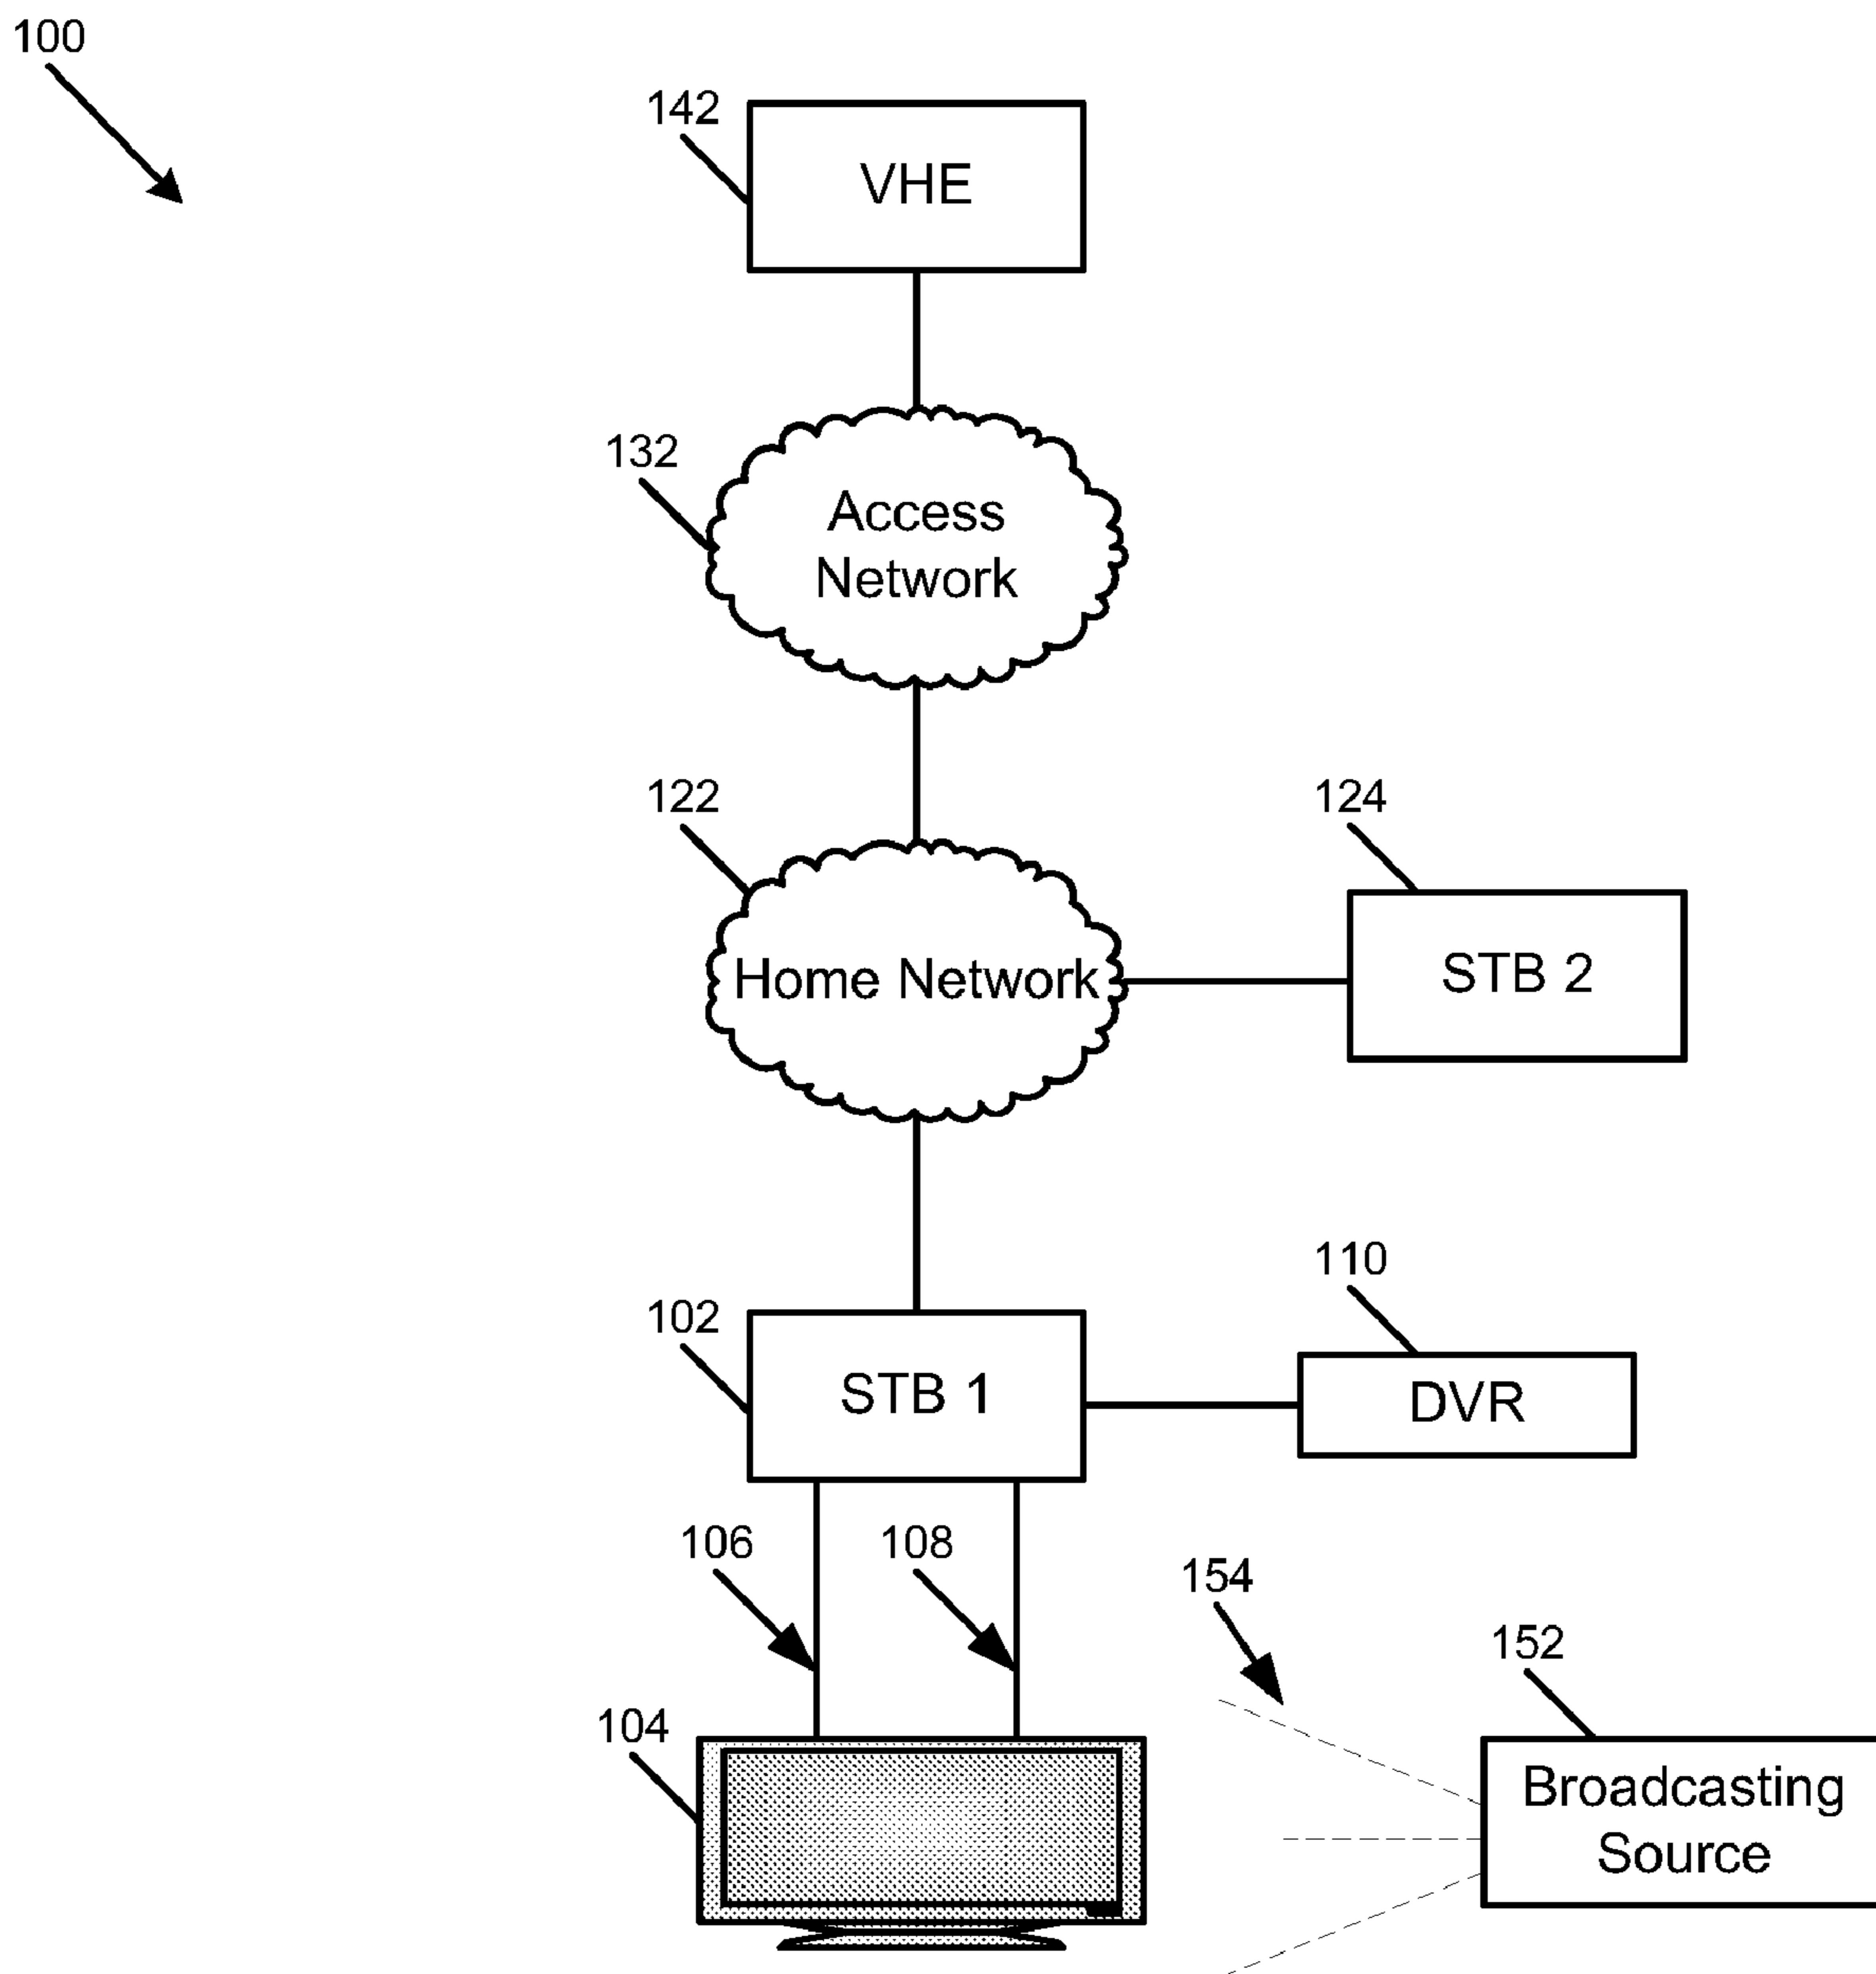 100
142
VHE
132
Access
Network
122
124
Home Network
STB 2
110
102
STB 1
DVR
106
108
154
152
104
Broadcasting
Source